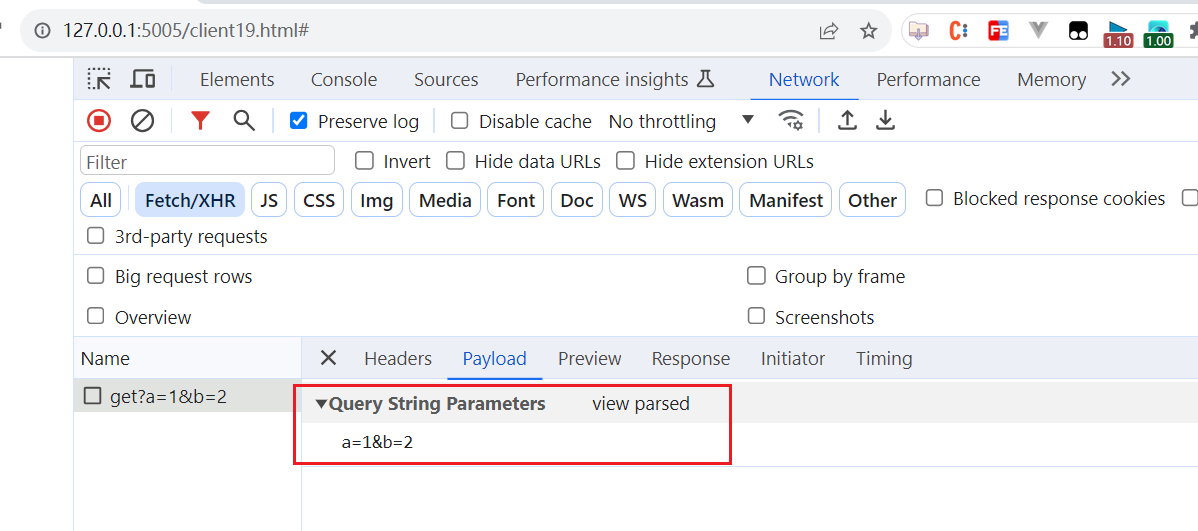 127.0.0.1:5005/client19.html#
1.10 1.00
Elements Console Sources Performance insights Network Performance Memory
Preserve log Disable cache No throttling
Filter Invert Hide data URLs Hide extension URLs
All Fetch/XHR JS CSS Img Media Font Doc WS Wasm Manifest Other Blocked response cookies
3rd-party requests
Big request rows Group by frame
Overview Screenshots
Name Headers Payload Preview Response Initiator Timing
get?a=1&b=2 Query String Parameters view parsed
a=1&b=2